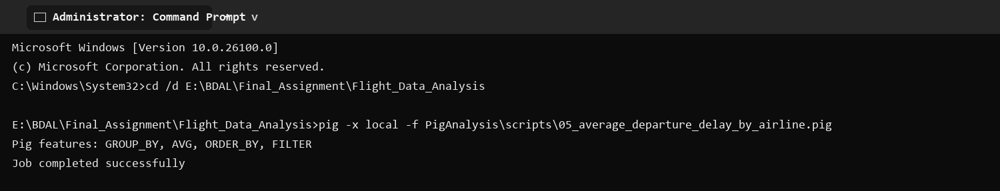 Administrator: Command Prompt v
Microsoft Windows [Version 10.0.26100.0]
(c) Microsoft Corporation. All rights reserved.
C:\Windows\System32>cd /d E:\BDAL\Final_Assignment\Flight_Data_Analysis
E:\BDAL\Final_Assignment\Flight_Data_Analysis>pig -x local -f PigAnalysis\scripts\05_average_departure_delay_by_airline.pig
Pig features: GROUP_BY, AVG, ORDER_BY, FILTER
Job completed successfully